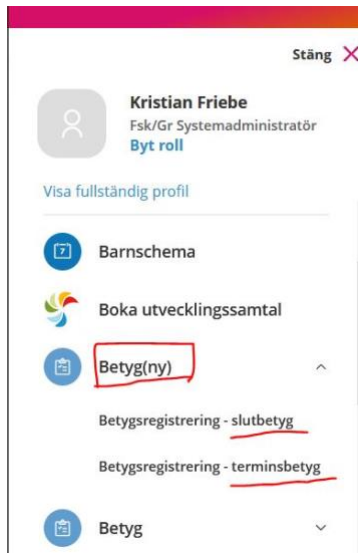 Stäng
Kristian Friebe
Fsk/Gr Systemadministratör
Byt roll
Visa fullständig profil
7
Barnschema
Boka utvecklingssamtal
Betyg(ny)
Betygsregistrering - slutbetyg
Betygsregistrering - terminsbetyg
Betyg